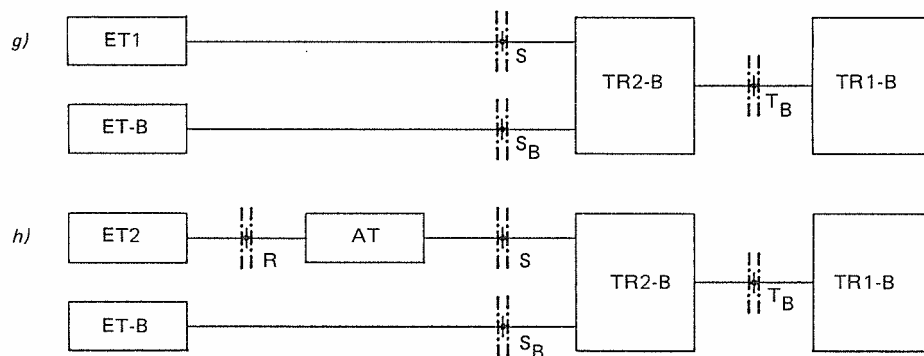 g) ET1 S TR2-B TR1-B
T_B
ET-B S_B
h) ET2 R AT S TR2-B TR1-B
T_B
ET-B S_B